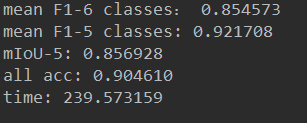 mean F1-6 classes： 0.854573
mean F1-5 classes: 0.921708
mIoU-5: 0.856928
all acc: 0.904610
time: 239.573159